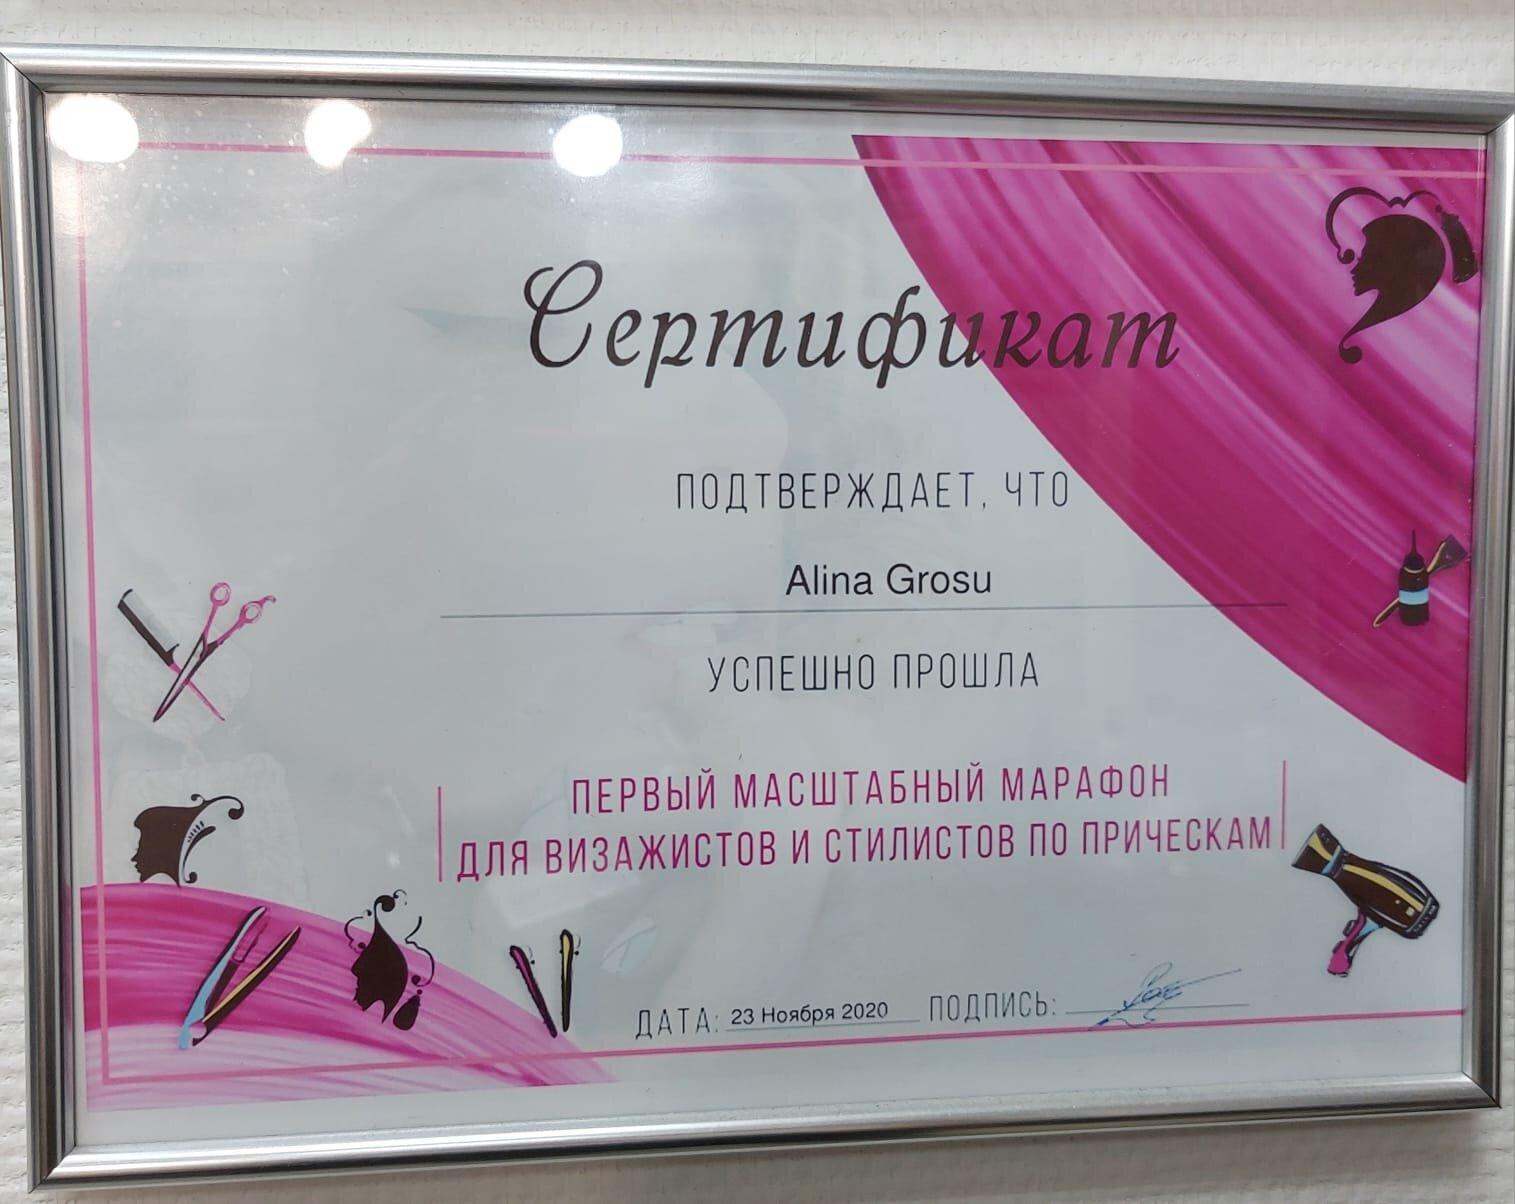 Сертификат
ПОДТВЕРЖДАЕТ, ЧТО
Alina Grosu
УСПЕШНО ПРОШЛА
ПЕРВЫЙ МАСШТАБНЫЙ МАРАФОН
ДЛЯ ВИЗАЖИСТОВ И СТИЛИСТОВ ПО ПРИЧЕСКАМ
ДАТА: 23 Ноября 2020 ПОДПИСЬ: